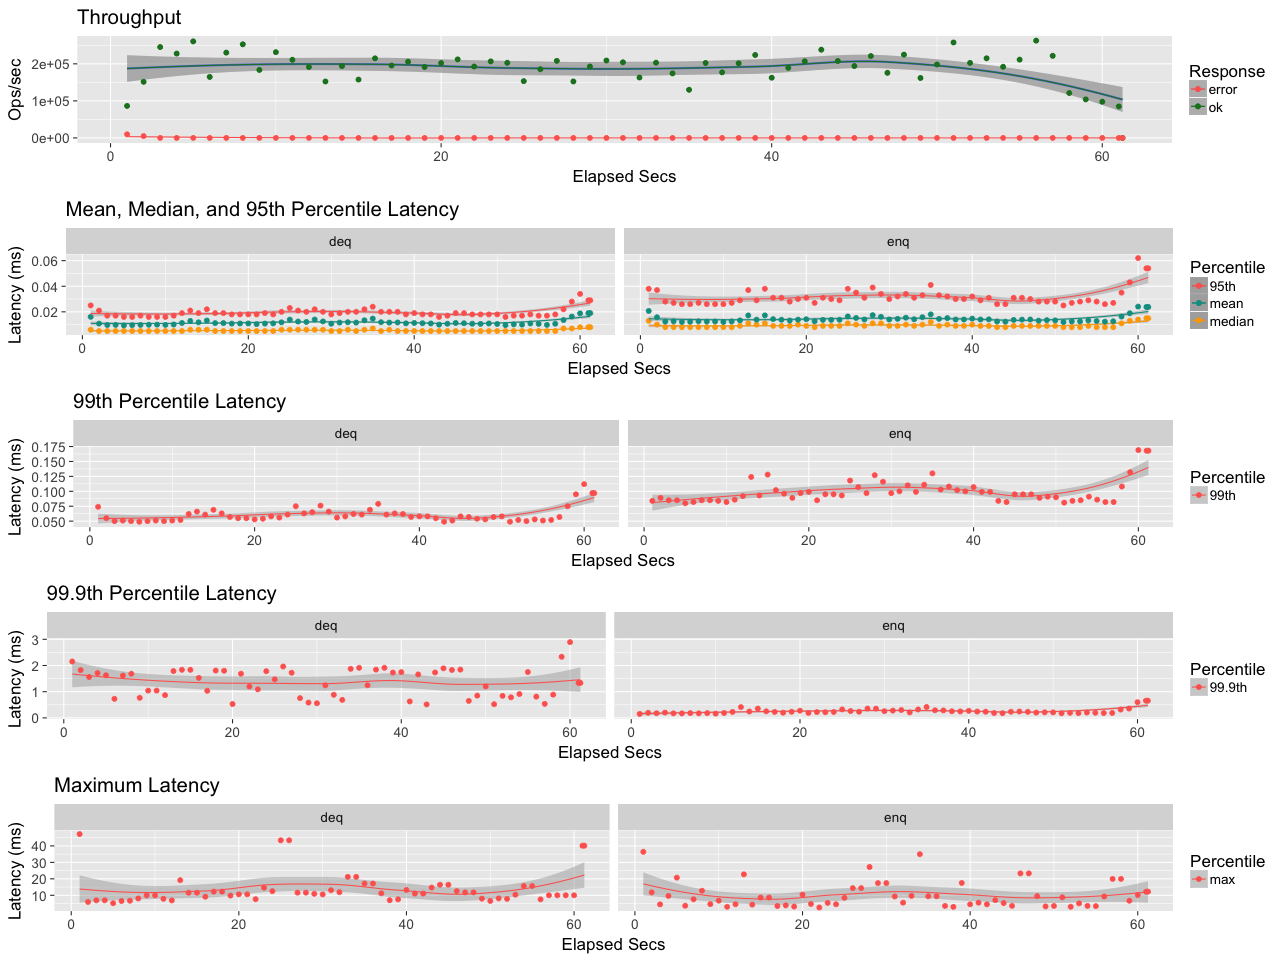 Throughput
Ops/sec
2e+05
1e+05
0e+00
0 20 40 60
Elapsed Secs
Response
error
ok
Mean, Median, and 95th Percentile Latency
deq enq
Latency (ms)
0.06
0.04
0.02
0 20 40 60 0 20 40 60
Elapsed Secs
Percentile
95th
mean
median
99th Percentile Latency
deq enq
Latency (ms)
0.175
0.150
0.125
0.100
0.075
0.050
0 20 40 60 0 20 40 60
Elapsed Secs
Percentile
99th
99.9th Percentile Latency
deq enq
Latency (ms)
3
2
1
0
0 20 40 60 0 20 40 60
Elapsed Secs
Percentile
99.9th
Maximum Latency
deq enq
Latency (ms)
40
30
20
10
0 20 40 60 0 20 40 60
Elapsed Secs
Percentile
max